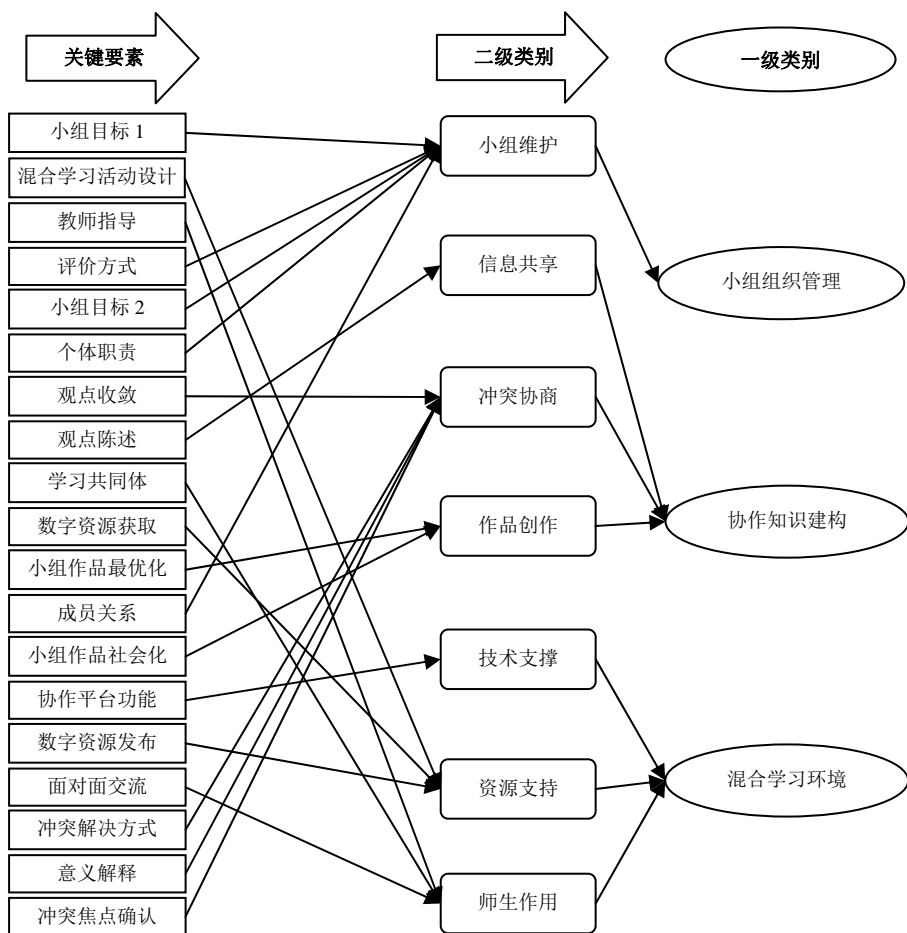 关键要素
二级类别
一级类别
小组目标 1
混合学习活动设计
教师指导
评价方式
小组目标 2
个体职责
观点收敛
观点陈述
学习共同体
数字资源获取
小组作品最优化
成员关系
小组作品社会化
协作平台功能
数字资源发布
面对面交流
冲突解决方式
意义解释
冲突焦点确认
小组维护
信息共享
冲突协商
作品创作
技术支撑
资源支持
师生作用
小组组织管理
协作知识建构
混合学习环境